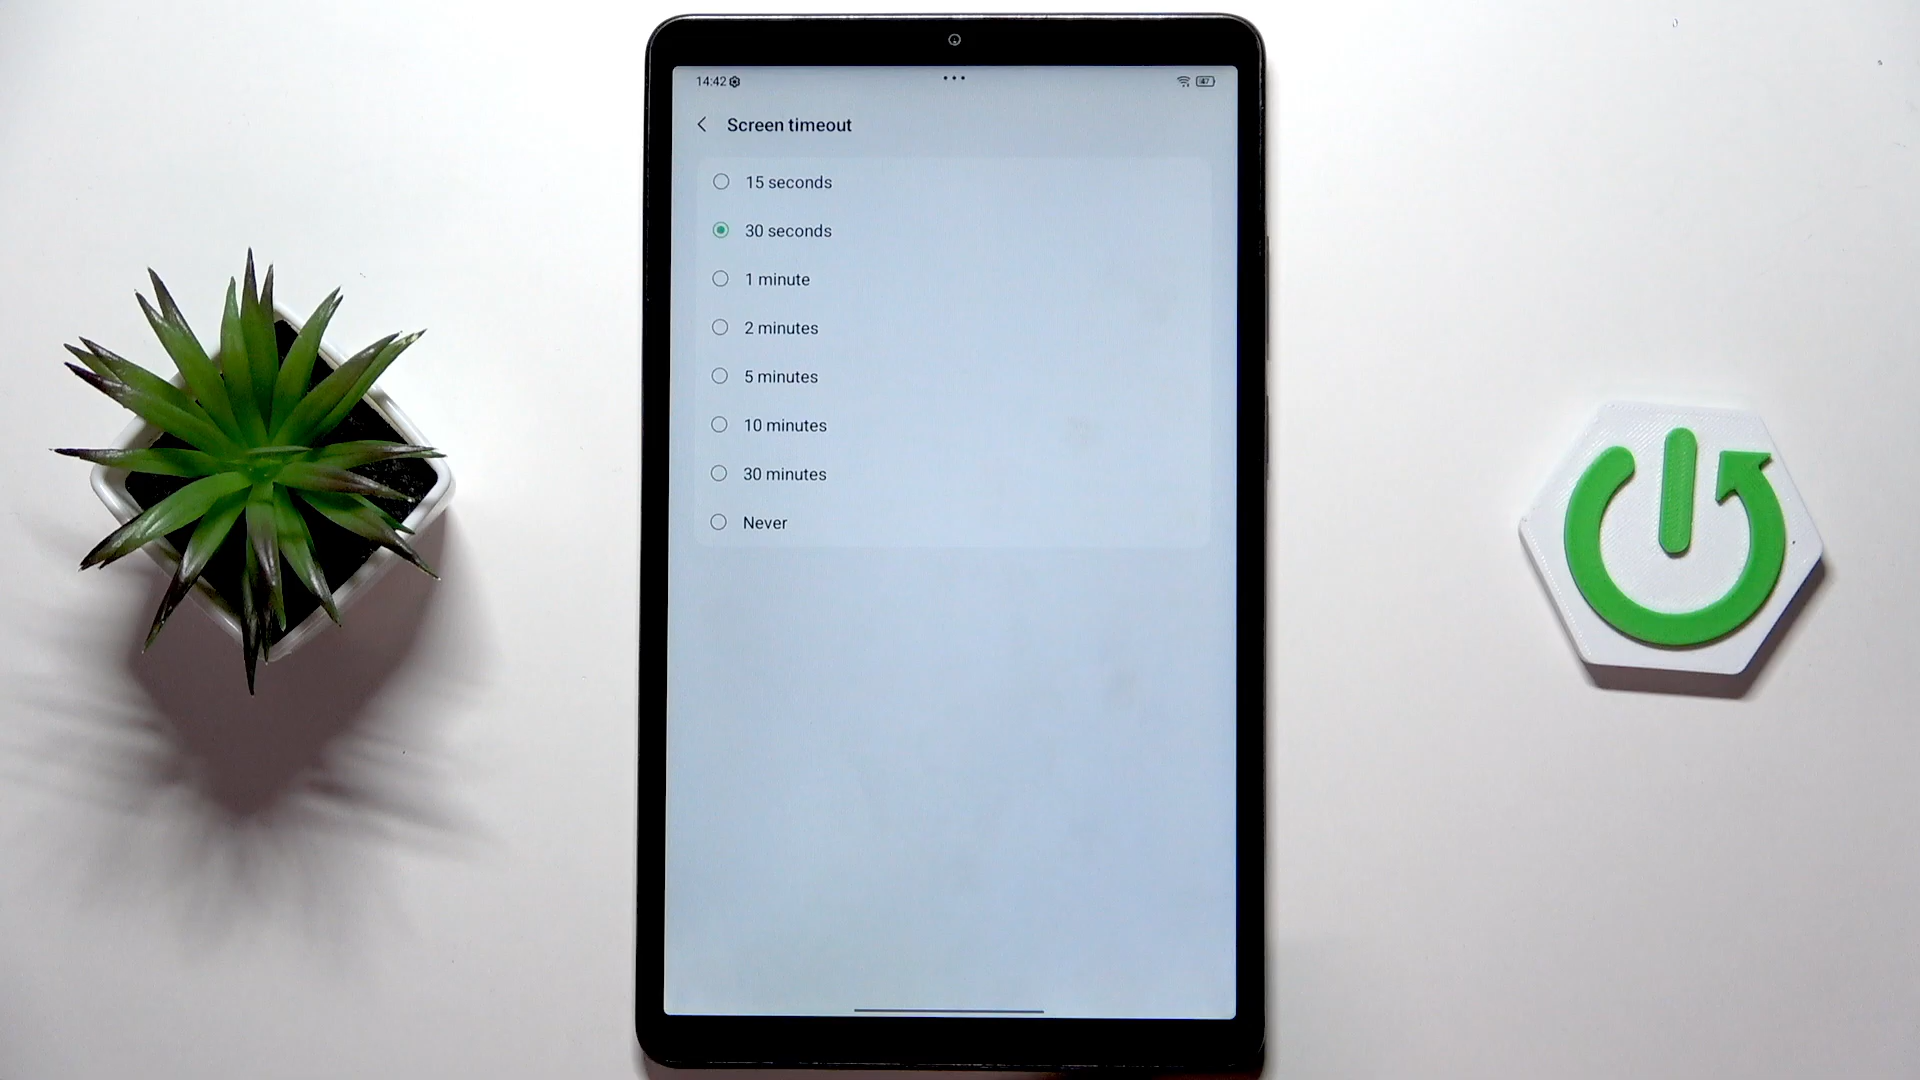 14:42
47
Screen timeout
15 seconds
30 seconds
1 minute
2 minutes
5 minutes
10 minutes
30 minutes
Never